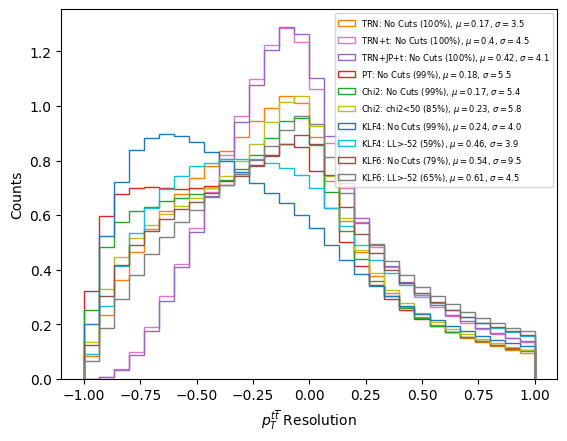 TRN: No Cuts (100%), μ=0.17, σ=3.5
TRN+t: No Cuts (100%), μ=0.4, σ=4.5
TRN+JP+t: No Cuts (100%), μ=0.42, σ=4.1
PT: No Cuts (99%), μ=0.18, σ=5.5
Chi2: No Cuts (99%), μ=0.17, σ=5.4
Chi2: chi2<50 (85%), μ=0.23, σ=5.8
KLF4: No Cuts (99%), μ=0.24, σ=4.0
KLF4: LL>-52 (59%), μ=0.46, σ=3.9
KLF6: No Cuts (79%), μ=0.54, σ=9.5
KLF6: LL>-52 (65%), μ=0.61, σ=4.5
Counts
1.2
1.0
0.8
0.6
0.4
0.2
0.0
−1.00 −0.75 −0.50 −0.25 0.00 0.25 0.50 0.75 1.00
$p_T^{t\overline{t}}$ Resolution